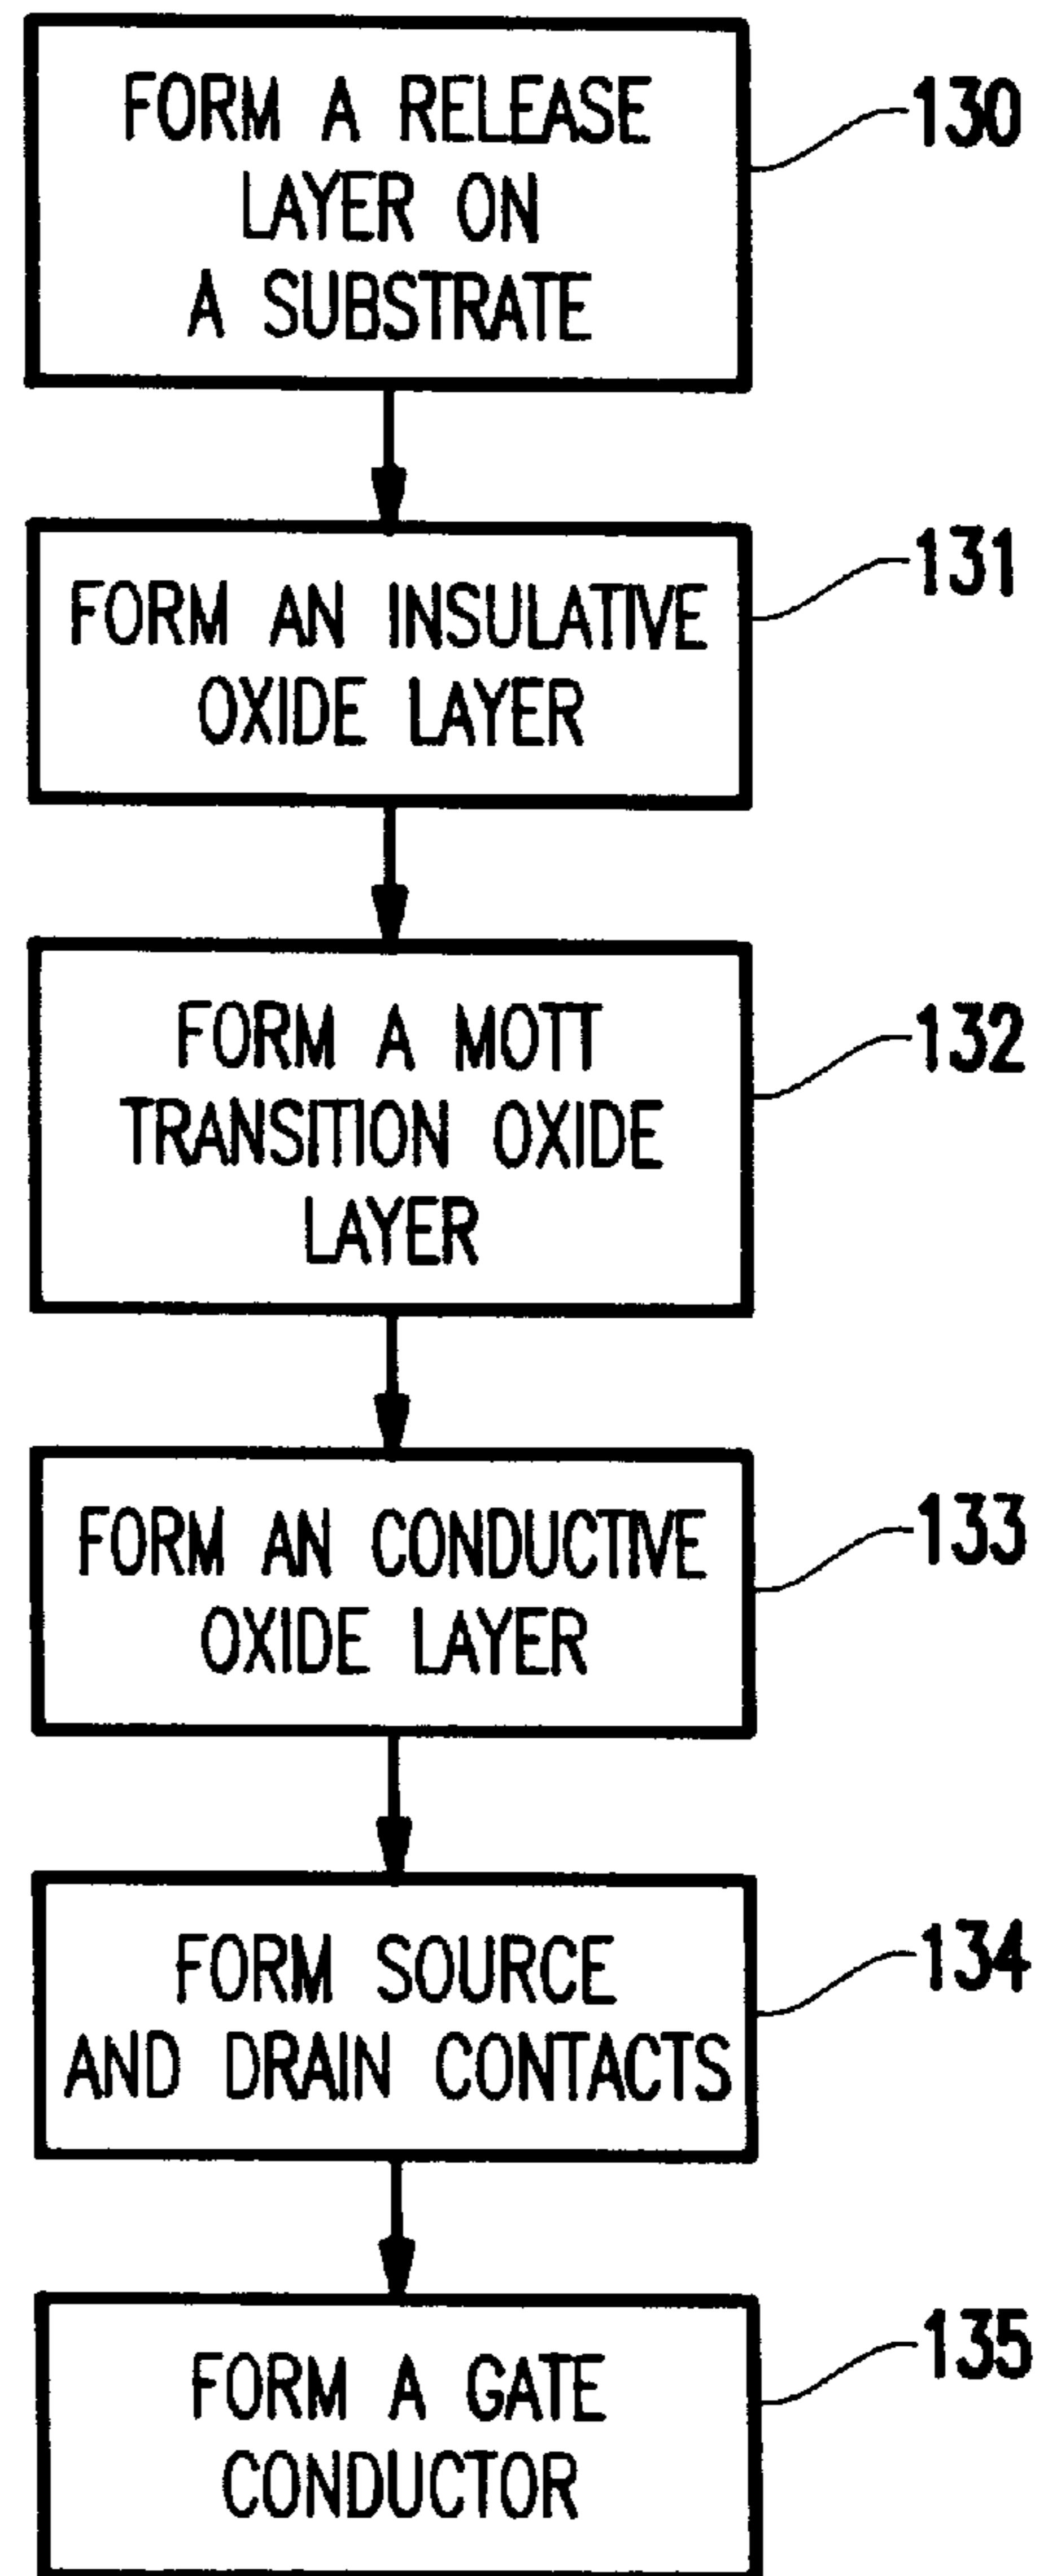 FORM A RELEASE
LAYER ON
A SUBSTRATE
130
FORM AN INSULATIVE
OXIDE LAYER
131
FORM A MOTT
TRANSITION OXIDE
LAYER
132
FORM AN CONDUCTIVE
OXIDE LAYER
133
FORM SOURCE
AND DRAIN CONTACTS
134
FORM A GATE
CONDUCTOR
135